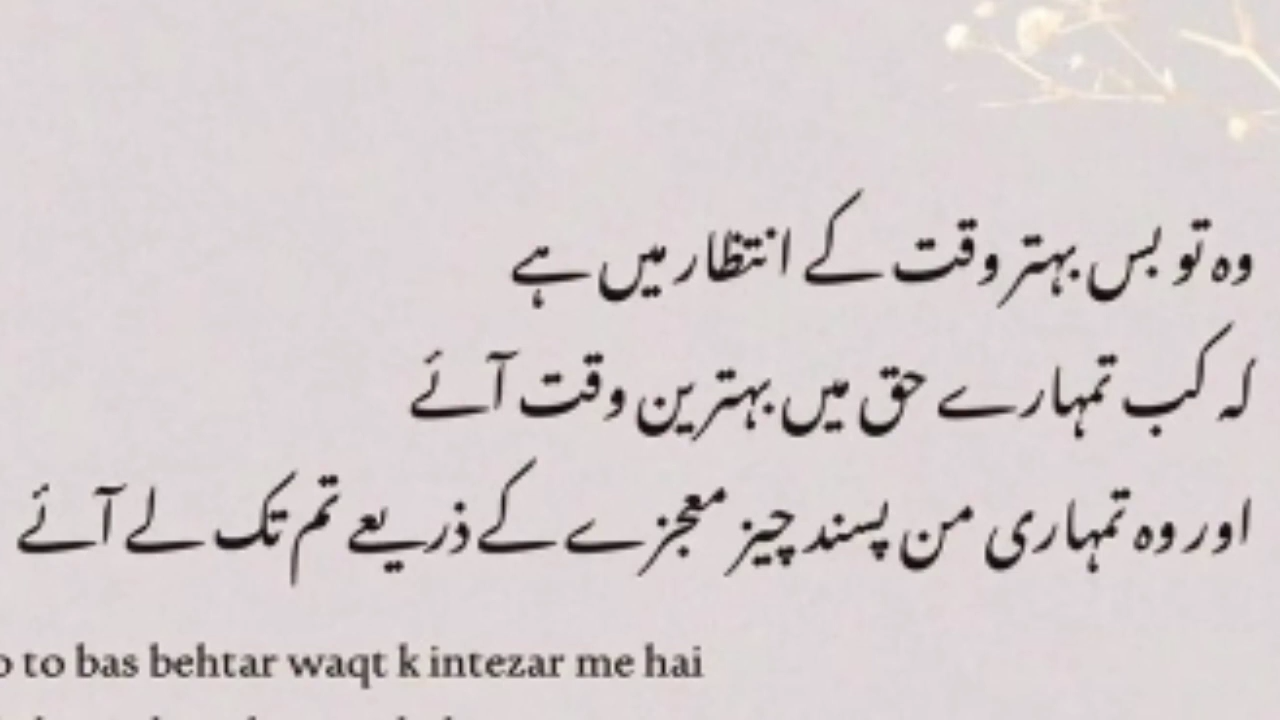 وہ تو بس بہتر وقت کے انتظار میں ہے
لہ کب تمہارے حق میں بہترین وقت آئے
اور وہ تمہاری من پسند چیز معجزے کے ذریعے تم تک لے آئے
o to bas behtar waqt k intezar me hai